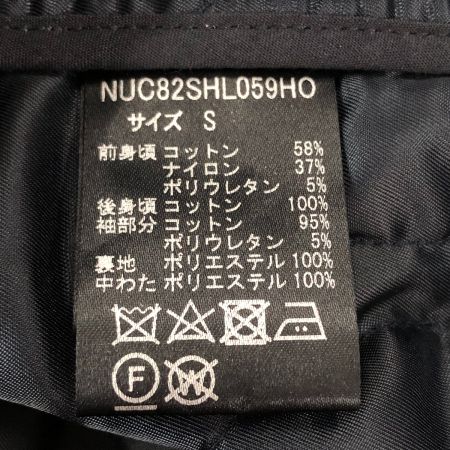 NUC82SHL059HO
サイズ S
前身頃 コットン 58%
ナイロン 37%
ポリウレタン 5%
後身頃 コットン 100%
袖部分 コットン 95%
ポリウレタン 5%
裏地 ポリエステル 100%
中わた ポリエステル 100%
F W